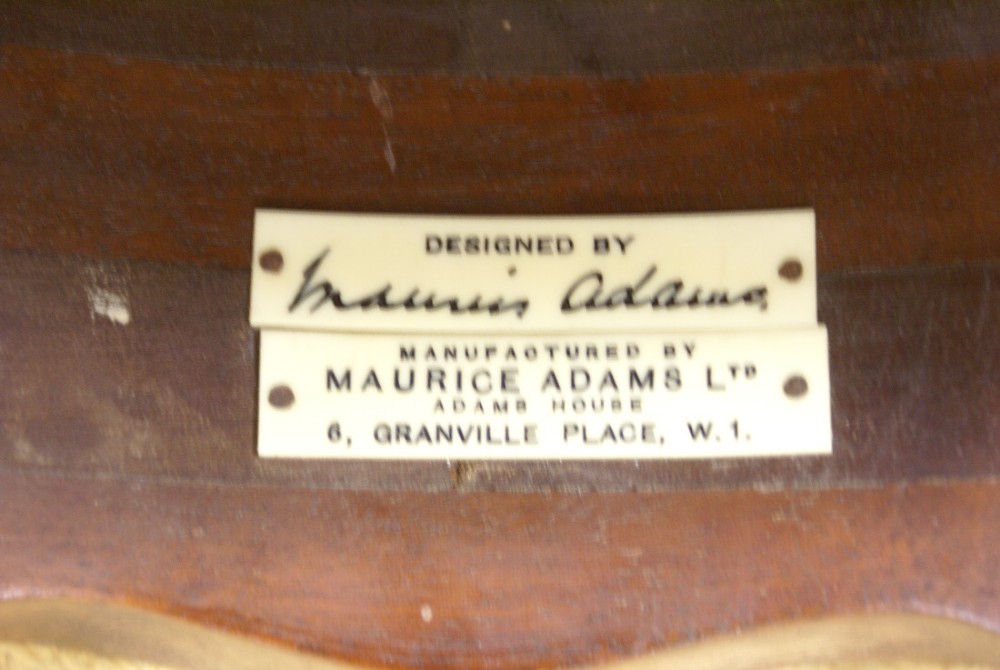 DESIGNED BY
Maurice Adams
MANUFACTURED BY
MAURICE ADAMS LTD
ADAMS HOUSE
6, GRANVILLE PLACE, W.1.